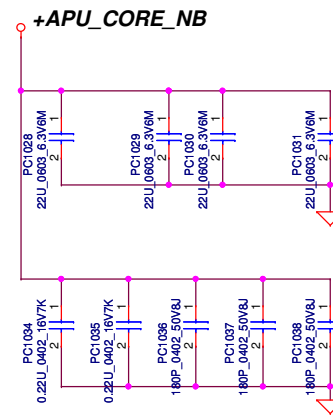 +APU_CORE_NB
1
2
PC1028
22U_0603_6.3V6M
1
2
PC1029
22U_0603_6.3V6M
1
2
PC1030
22U_0603_6.3V6M
1
2
PC1031
22U_0603_6.3V6M
1
2
PC1034
0.22U_0402_16V7K
1
2
PC1035
0.22U_0402_16V7K
1
2
PC1036
180P_0402_50V8J
1
2
PC1037
180P_0402_50V8J
1
2
PC1038
180P_0402_50V8J